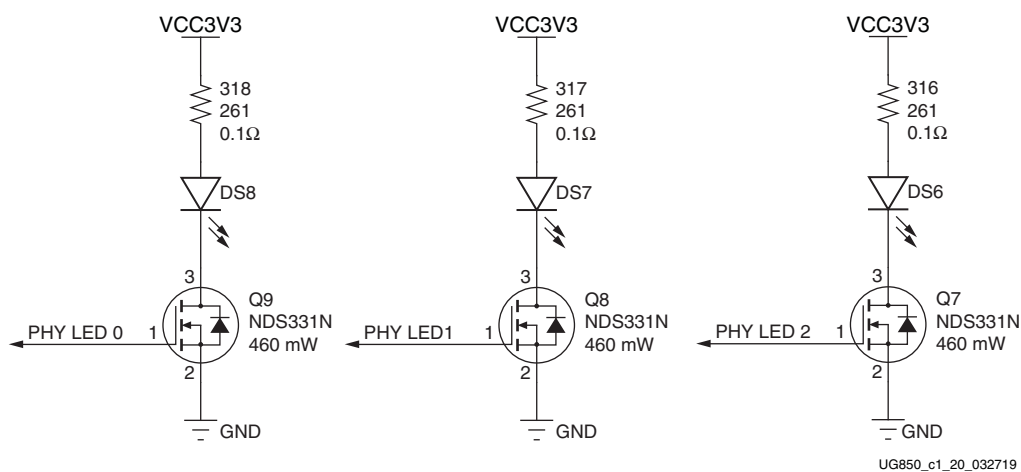 VCC3V3
318
261
0.1Ω
DS8
3
Q9
NDS331N
460 mW
PHY LED 0
1
2
GND
VCC3V3
317
261
0.1Ω
DS7
3
Q8
NDS331N
460 mW
PHY LED1
1
2
GND
VCC3V3
316
261
0.1Ω
DS6
3
Q7
NDS331N
460 mW
PHY LED 2
1
2
GND
UG850_c1_20_032719